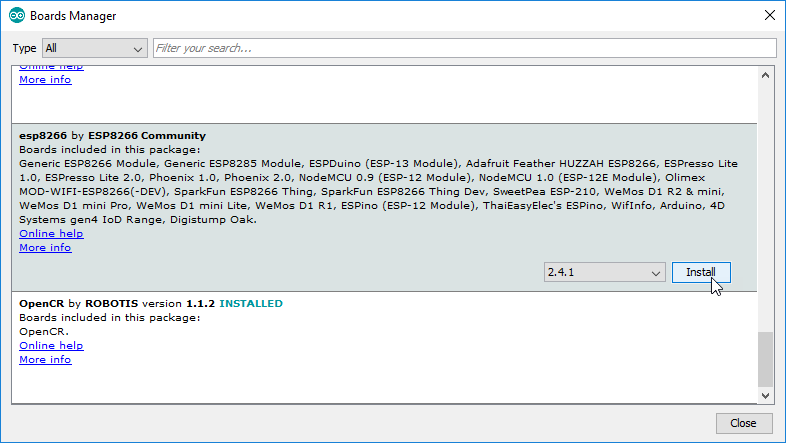 Boards Manager
Type All Filter your search...
Online help
More info
esp8266 by ESP8266 Community
Boards included in this package:
Generic ESP8266 Module, Generic ESP8285 Module, ESPDuino (ESP-13 Module), Adafruit Feather HUZZAH ESP8266, ESPresso Lite
1.0, ESPresso Lite 2.0, Phoenix 1.0, Phoenix 2.0, NodeMCU 0.9 (ESP-12 Module), NodeMCU 1.0 (ESP-12E Module), Olimex
MOD-WIFI-ESP8266(-DEV), SparkFun ESP8266 Thing, SparkFun ESP8266 Thing Dev, SweetPea ESP-210, WeMos D1 R2 & mini,
WeMos D1 mini Pro, WeMos D1 mini Lite, WeMos D1 R1, ESPino (ESP-12 Module), ThaiEasyElec's ESPino, WifInfo, Arduino, 4D
Systems gen4 IoD Range, Digistump Oak.
Online help
More info
2.4.1 Install
OpenCR by ROBOTIS version 1.1.2 INSTALLED
Boards included in this package:
OpenCR.
Online help
More info
Close